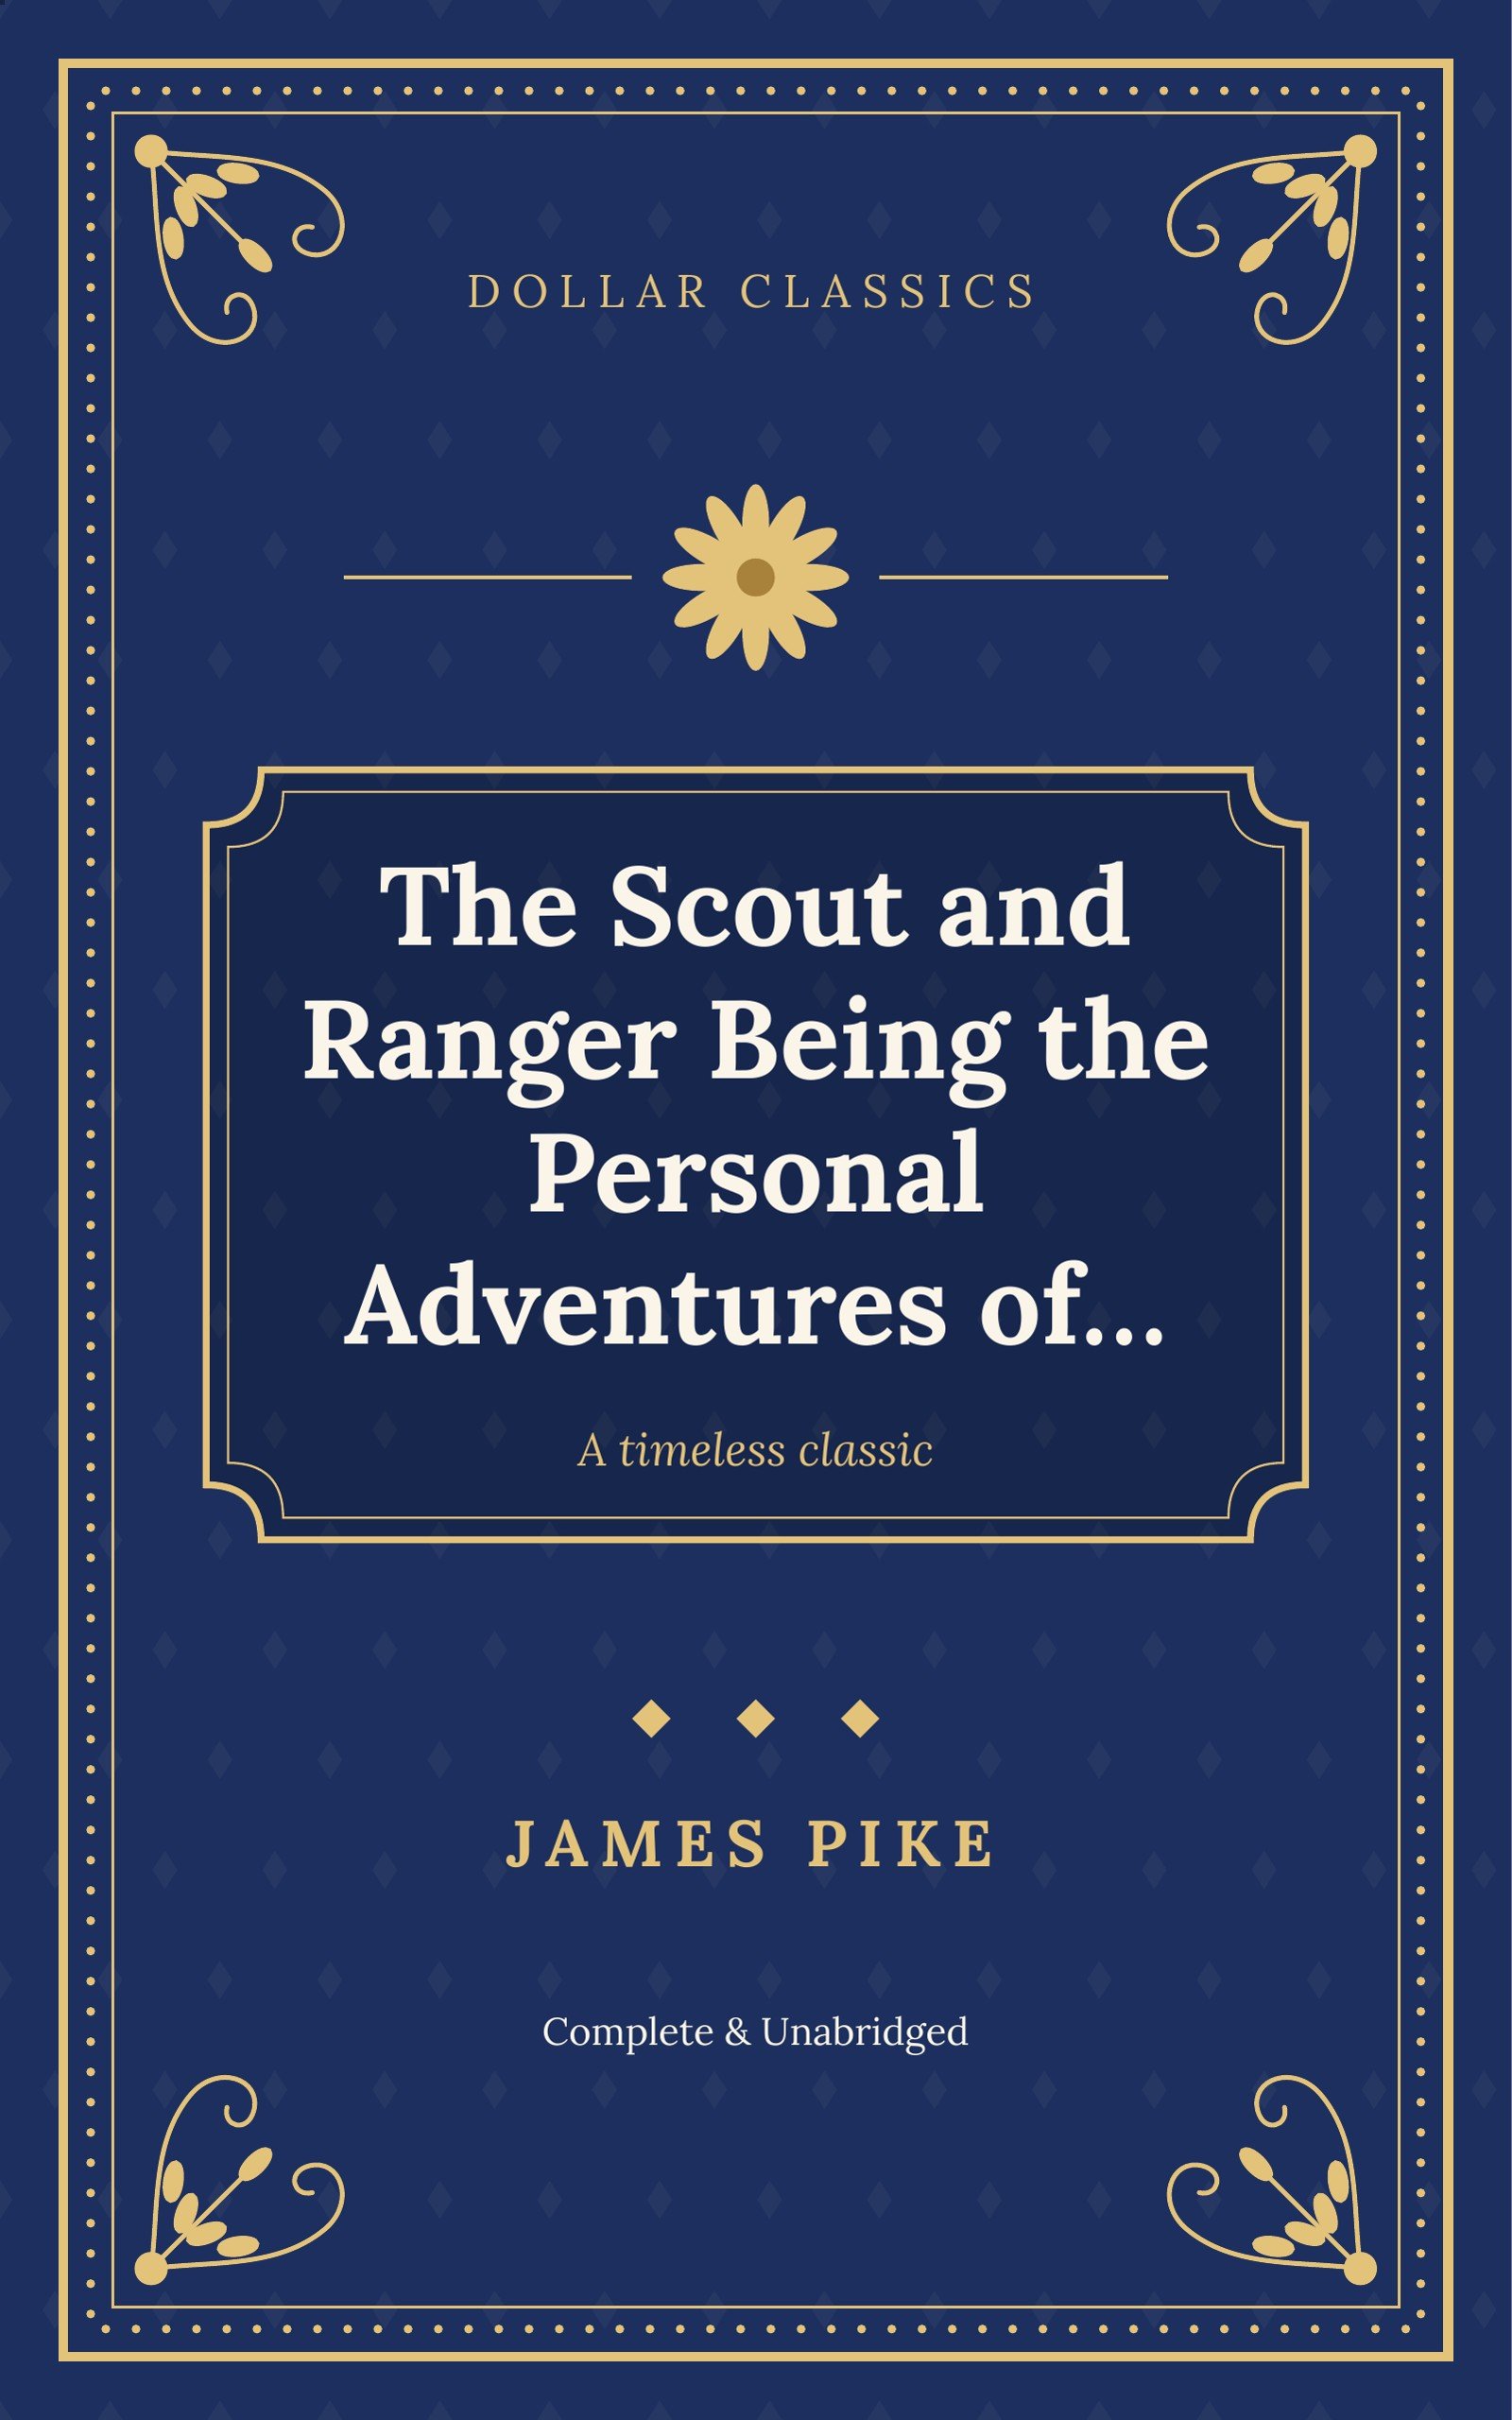 DOLLAR CLASSICS
The Scout and
Ranger Being the
Personal
Adventures of...
A timeless classic
JAMES PIKE
Complete & Unabridged